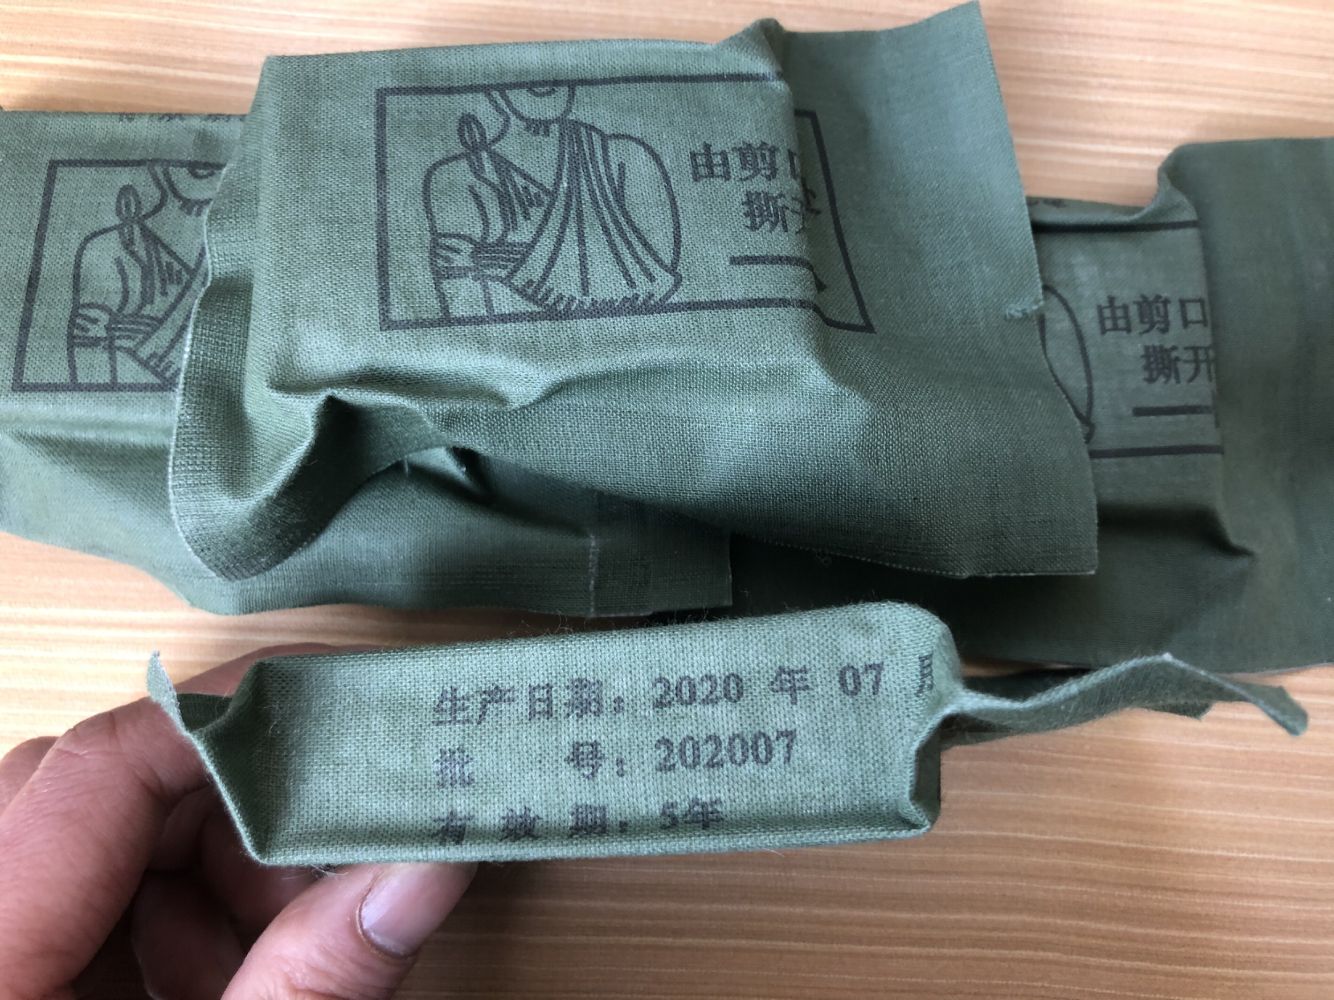 由剪口
撕开
由剪口
撕开
生产日期：2020 年 07 月
批 号：202007
有 效 期：5年